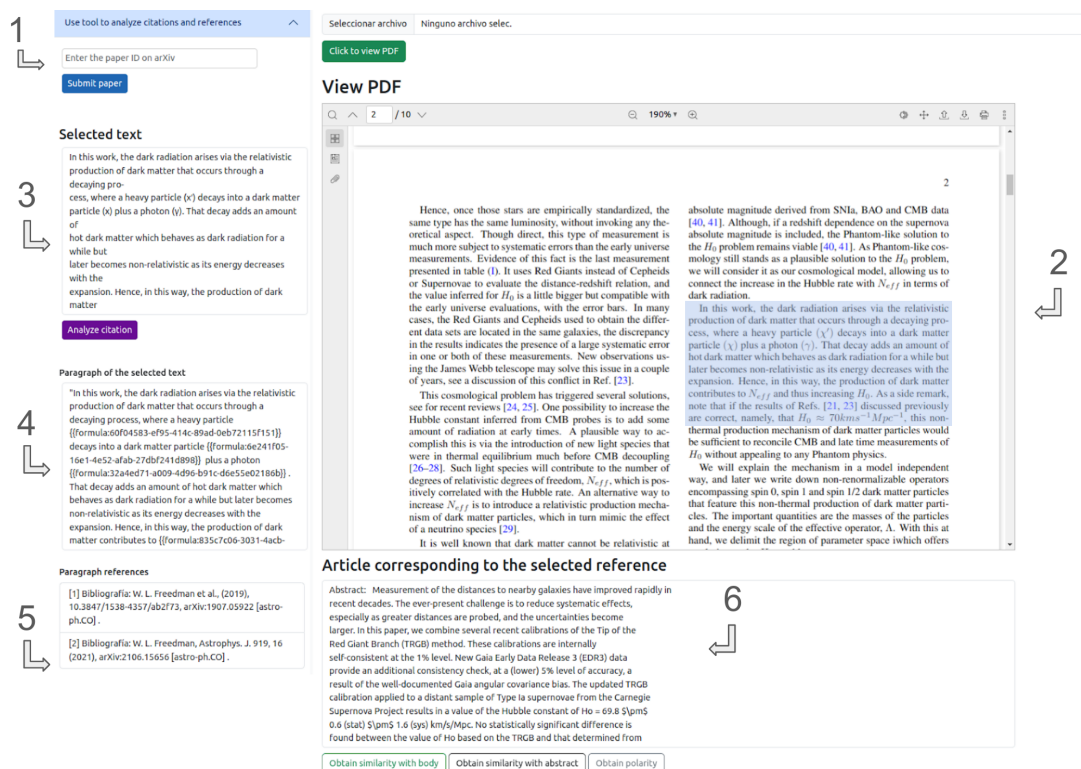 1
Use tool to analyze citations and references
Enter the paper ID on arXiv
Submit paper
Selected text
3
In this work, the dark radiation arises via the relativistic
production of dark matter that occurs through a
decaying pro-
cess, where a heavy particle (x′) decays into a dark matter
particle (x) plus a photon (γ). That decay adds an amount
of
hot dark matter which behaves as dark radiation for a
while but
later becomes non-relativistic as its energy decreases
with the
expansion. Hence, in this way, the production of dark
matter
Analyze citation
Paragraph of the selected text
4
"In this work, the dark radiation arises via the relativistic
production of dark matter that occurs through a
decaying process, where a heavy particle
{{formula:60f04583-ef95-414c-89ad-0eb72115f151}}
decays into a dark matter particle {{formula:6e241f05-
16e1-4e52-afab-27dbf241d898}} plus a photon
{{formula:32a4ed71-a009-4d96-b91c-d6e55e02186b}} .
That decay adds an amount of hot dark matter which
behaves as dark radiation for a while but later becomes
non-relativistic as its energy decreases with the
expansion. Hence, in this way, the production of dark
matter contributes to {{formula:835c7c06-3031-4acb-
Paragraph references
5
[1] Bibliografía: W. L. Freedman et al., (2019),
10.3847/1538-4357/ab2f73, arXiv:1907.05922 [astro-
ph.CO] .
[2] Bibliografía: W. L. Freedman, Astrophys. J. 919, 16
(2021), arXiv:2106.15656 [astro-ph.CO] .
Seleccionar archivo Ninguno archivo selec.
Click to view PDF
View PDF
2 / 10 190%
2
Hence, once those stars are empirically standardized, the
same type has the same luminosity, without invoking any the-
oretical aspect. Though direct, this type of measurement is
much more subject to systematic errors than the early universe
measurements. Evidence of this fact is the last measurement
presented in table (I). It uses Red Giants instead of Cepheids
or Supernovae to evaluate the distance-redshift relation, and
the value inferred for H0 is a little bigger but compatible with
the early universe evaluations, with the error bars. In many
cases, the Red Giants and Cepheids used to obtain the differ-
ent data sets are located in the same galaxies, the discrepancy
in the results indicates the presence of a large systematic error
in one or both of these measurements. New observations us-
ing the James Webb telescope may solve this issue in a couple
of years, see a discussion of this conflict in Ref. [23].
This cosmological problem has triggered several solutions,
see for recent reviews [24, 25]. One possibility to increase the
Hubble constant inferred from CMB probes is to add some
amount of radiation at early times. A plausible way to ac-
complish this is via the introduction of new light species that
were in thermal equilibrium much before CMB decoupling
[26–28]. Such light species will contribute to the number of
degrees of relativistic degrees of freedom, Neff, which is pos-
itively correlated with the Hubble rate. An alternative way to
increase Neff is to introduce a relativistic production mecha-
nism of dark matter particles, which in turn mimic the effect
of a neutrino species [29].
It is well known that dark matter cannot be relativistic at
absolute magnitude derived from SNIa, BAO and CMB data
[40, 41]. Although, if a redshift dependence on the supernova
absolute magnitude is included, the Phantom-like solution to
the H0 problem remains viable [40, 41]. As Phantom-like cos-
mology still stands as a plausible solution to the H0 problem,
we will consider it as our cosmological model, allowing us to
connect the increase in the Hubble rate with Neff in terms of
dark radiation.
In this work, the dark radiation arises via the relativistic
production of dark matter that occurs through a decaying pro-
cess, where a heavy particle (χ′) decays into a dark matter
particle (χ) plus a photon (γ). That decay adds an amount of
hot dark matter which behaves as dark radiation for a while but
later becomes non-relativistic as its energy decreases with the
expansion. Hence, in this way, the production of dark matter
contributes to Neff and thus increasing H0. As a side remark,
note that if the results of Refs. [21, 23] discussed previously
are correct, namely, that H0 ≈ 70kms−1Mpc−1, this non-
thermal production mechanism of dark matter particles would
be sufficient to reconcile CMB and late time measurements of
H0 without appealing to any Phantom physics.
We will explain the mechanism in a model independent
way, and later we write down non-renormalizable operators
encompassing spin 0, spin 1 and spin 1/2 dark matter particles
that feature this non-thermal production of dark matter parti-
cles. The important quantities are the masses of the particles
and the energy scale of the effective operator, Λ. With this at
hand, we delimit the region of parameter space iwhich offers
2
Article corresponding to the selected reference
6
Abstract: Measurement of the distances to nearby galaxies have improved rapidly in
recent decades. The ever-present challenge is to reduce systematic effects,
especially as greater distances are probed, and the uncertainties become
larger. In this paper, we combine several recent calibrations of the Tip of the
Red Giant Branch (TRGB) method. These calibrations are internally
self-consistent at the 1% level. New Gaia Early Data Release 3 (EDR3) data
provide an additional consistency check, at a (lower) 5% level of accuracy, a
result of the well-documented Gaia angular covariance bias. The updated TRGB
calibration applied to a distant sample of Type Ia supernovae from the Carnegie
Supernova Project results in a value of the Hubble constant of Ho = 69.8 $\pm$
0.6 (stat) $\pm$ 1.6 (sys) km/s/Mpc. No statistically significant difference is
found between the value of Ho based on the TRGB and that determined from
Obtain similarity with body Obtain similarity with abstract Obtain polarity